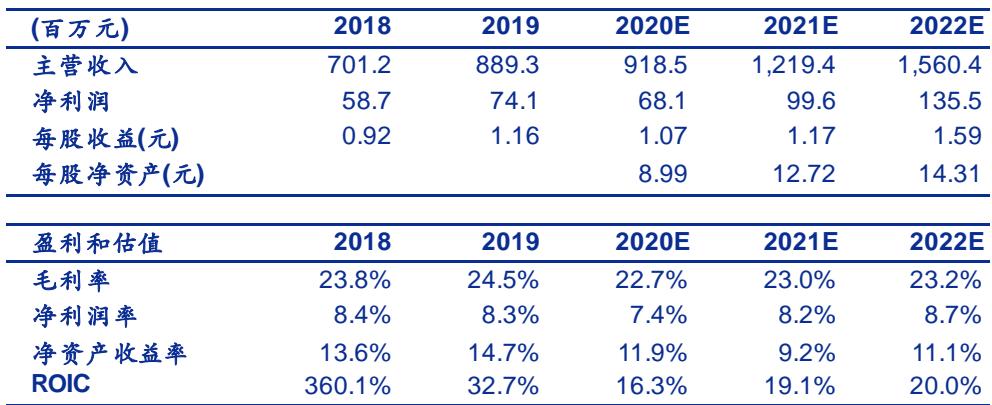 (百万元) 2018 2019 2020E 2021E 2022E
主营收入 701.2 889.3 918.5 1,219.4 1,560.4
净利润 58.7 74.1 68.1 99.6 135.5
每股收益(元) 0.92 1.16 1.07 1.17 1.59
每股净资产(元) 8.99 12.72 14.31
盈利和估值 2018 2019 2020E 2021E 2022E
毛利率 23.8% 24.5% 22.7% 23.0% 23.2%
净利润率 8.4% 8.3% 7.4% 8.2% 8.7%
净资产收益率 13.6% 14.7% 11.9% 9.2% 11.1%
ROIC 360.1% 32.7% 16.3% 19.1% 20.0%